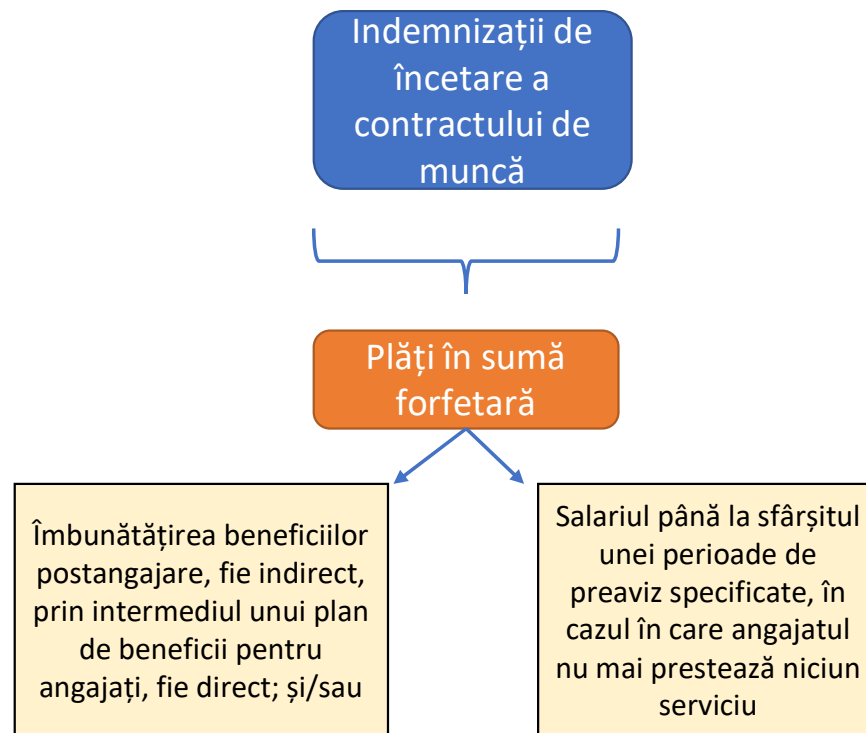 Indemnizații de
încetare a
contractului de
muncă
Plăți în sumă
forfetară
Îmbunătățirea beneficiilor
postangajare, fie indirect,
prin intermediul unui plan
de beneficii pentru
angajați, fie direct; și/sau
Salariul până la sfârșitul
unei perioade de
preaviz specificate, în
cazul în care angajatul
nu mai prestează niciun
serviciu